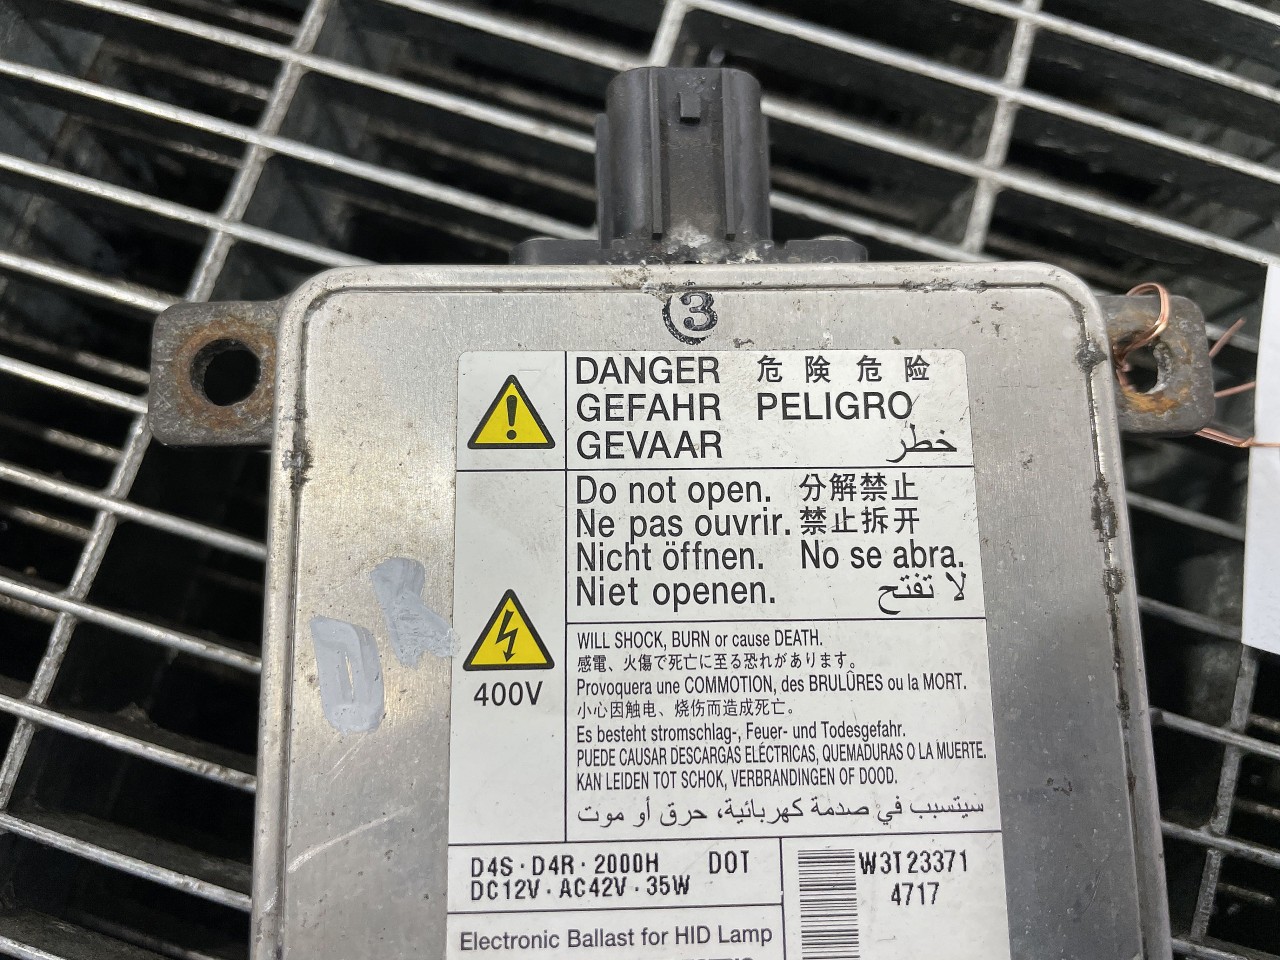 3
DANGER 危 険 危 险
GEFAHR PELIGRO
GEVAAR خطر
Do not open. 分解禁止
Ne pas ouvrir. 禁止拆开
Nicht öffnen. No se abra.
Niet openen. لا تفتح
WILL SHOCK, BURN or cause DEATH.
感電、火傷で死亡に至る恐れがあります。
Provoquera une COMMOTION, des BRULÛRES ou la MORT.
小心因触电、烧伤而造成死亡。
400V
Es besteht stromschlag-, Feuer- und Todesgefahr.
PUEDE CAUSAR DESCARGAS ELÉCTRICAS, QUEMADURAS O LA MUERTE.
KAN LEIDEN TOT SCHOK, VERBRANDINGEN OF DOOD.
سيتسبب في صدمة كهربائية، حرق أو موت
D4S·D4R·2000H DOT
DC12V·AC42V·35W
W3T23371
4717
Electronic Ballast for HID Lamp